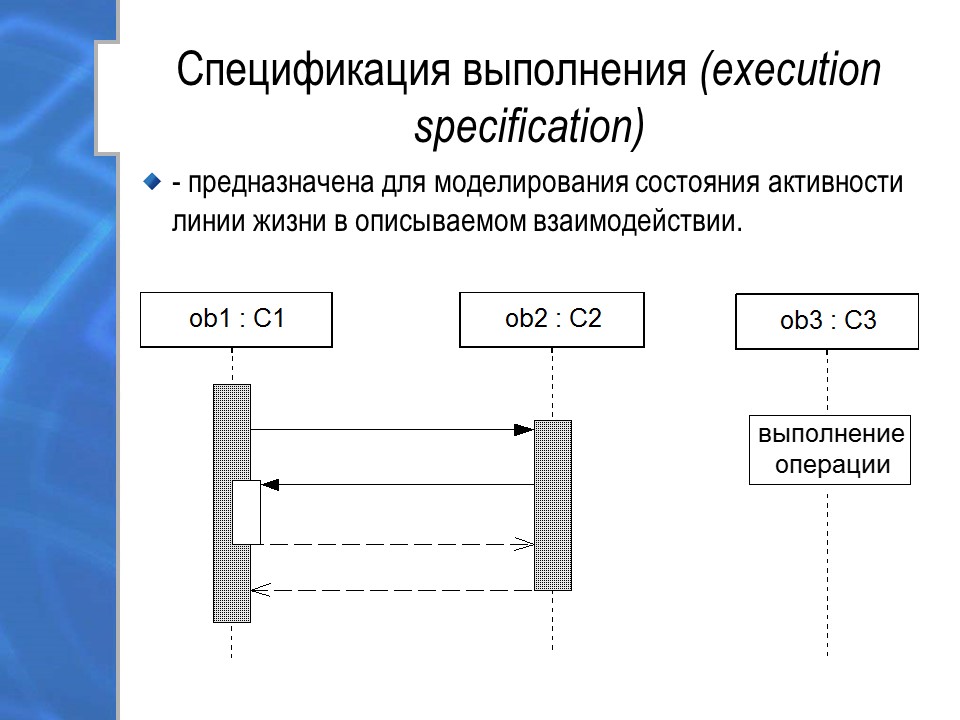 Спецификация выполнения (execution
specification)
- предназначена для моделирования состояния активности
линии жизни в описываемом взаимодействии.
ob1 : C1
ob2 : C2
ob3 : C3
выполнение
операции